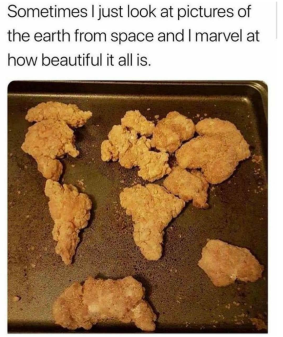 Sometimes I just look at pictures of
the earth from space and I marvel at
how beautiful it all is.